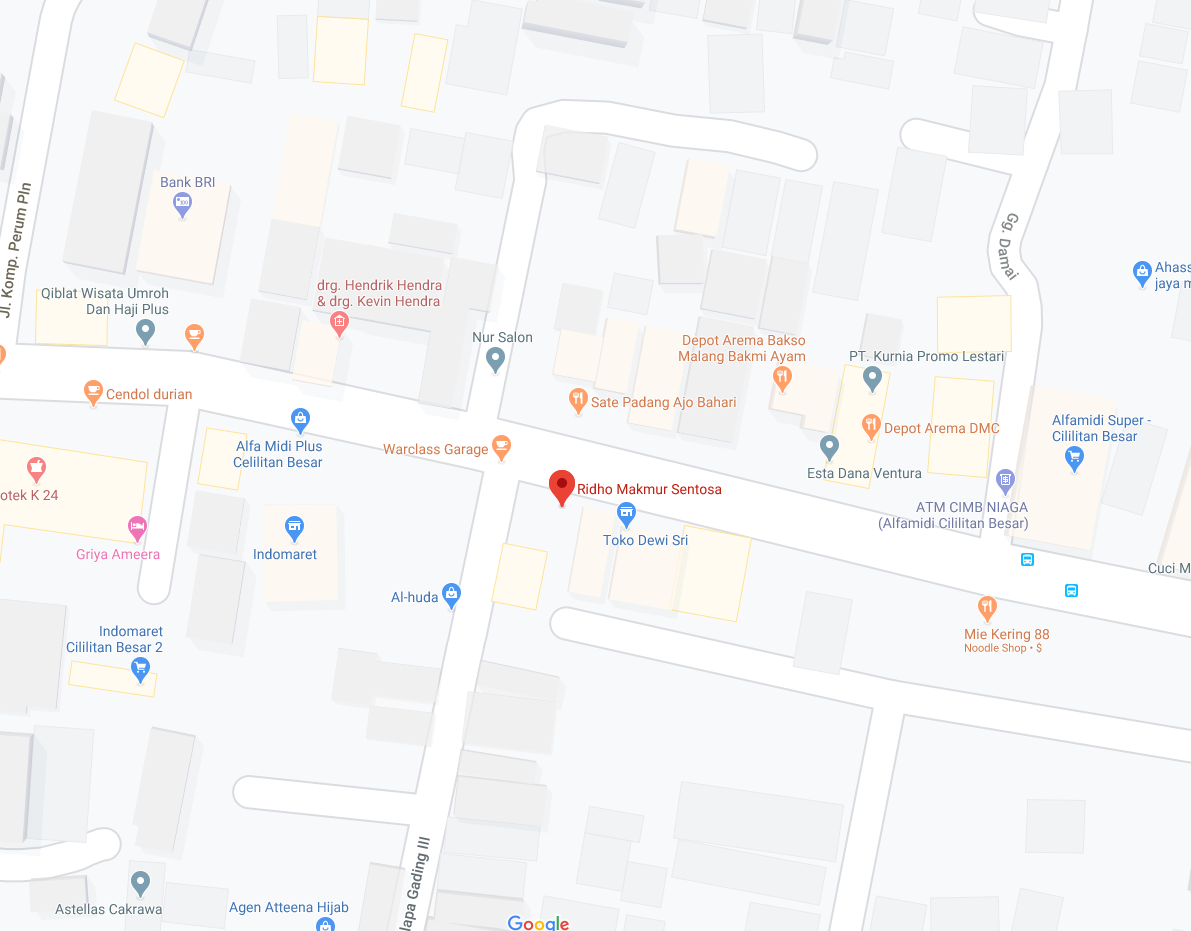 Jl. Komp. Perum Pln
Bank BRI
Gg. Damai
Ahass
jaya m
Qiblat Wisata Umroh
Dan Haji Plus
drg. Hendrik Hendra
& drg. Kevin Hendra
Nur Salon
Depot Arema Bakso
Malang Bakmi Ayam
PT. Kurnia Promo Lestari
Cendol durian
Sate Padang Ajo Bahari
Alfa Midi Plus
Celilitan Besar
Warclass Garage
Depot Arema DMC
Alfamidi Super -
Cililitan Besar
Esta Dana Ventura
otek K 24
Ridho Makmur Sentosa
ATM CIMB NIAGA
(Alfamidi Cililitan Besar)
Toko Dewi Sri
Griya Ameera
Indomaret
Cuci M
Al-huda
Indomaret
Cililitan Besar 2
Mie Kering 88
Noodle Shop • $
lapa Gading III
Astellas Cakrawa
Agen Atteena Hijab
Google